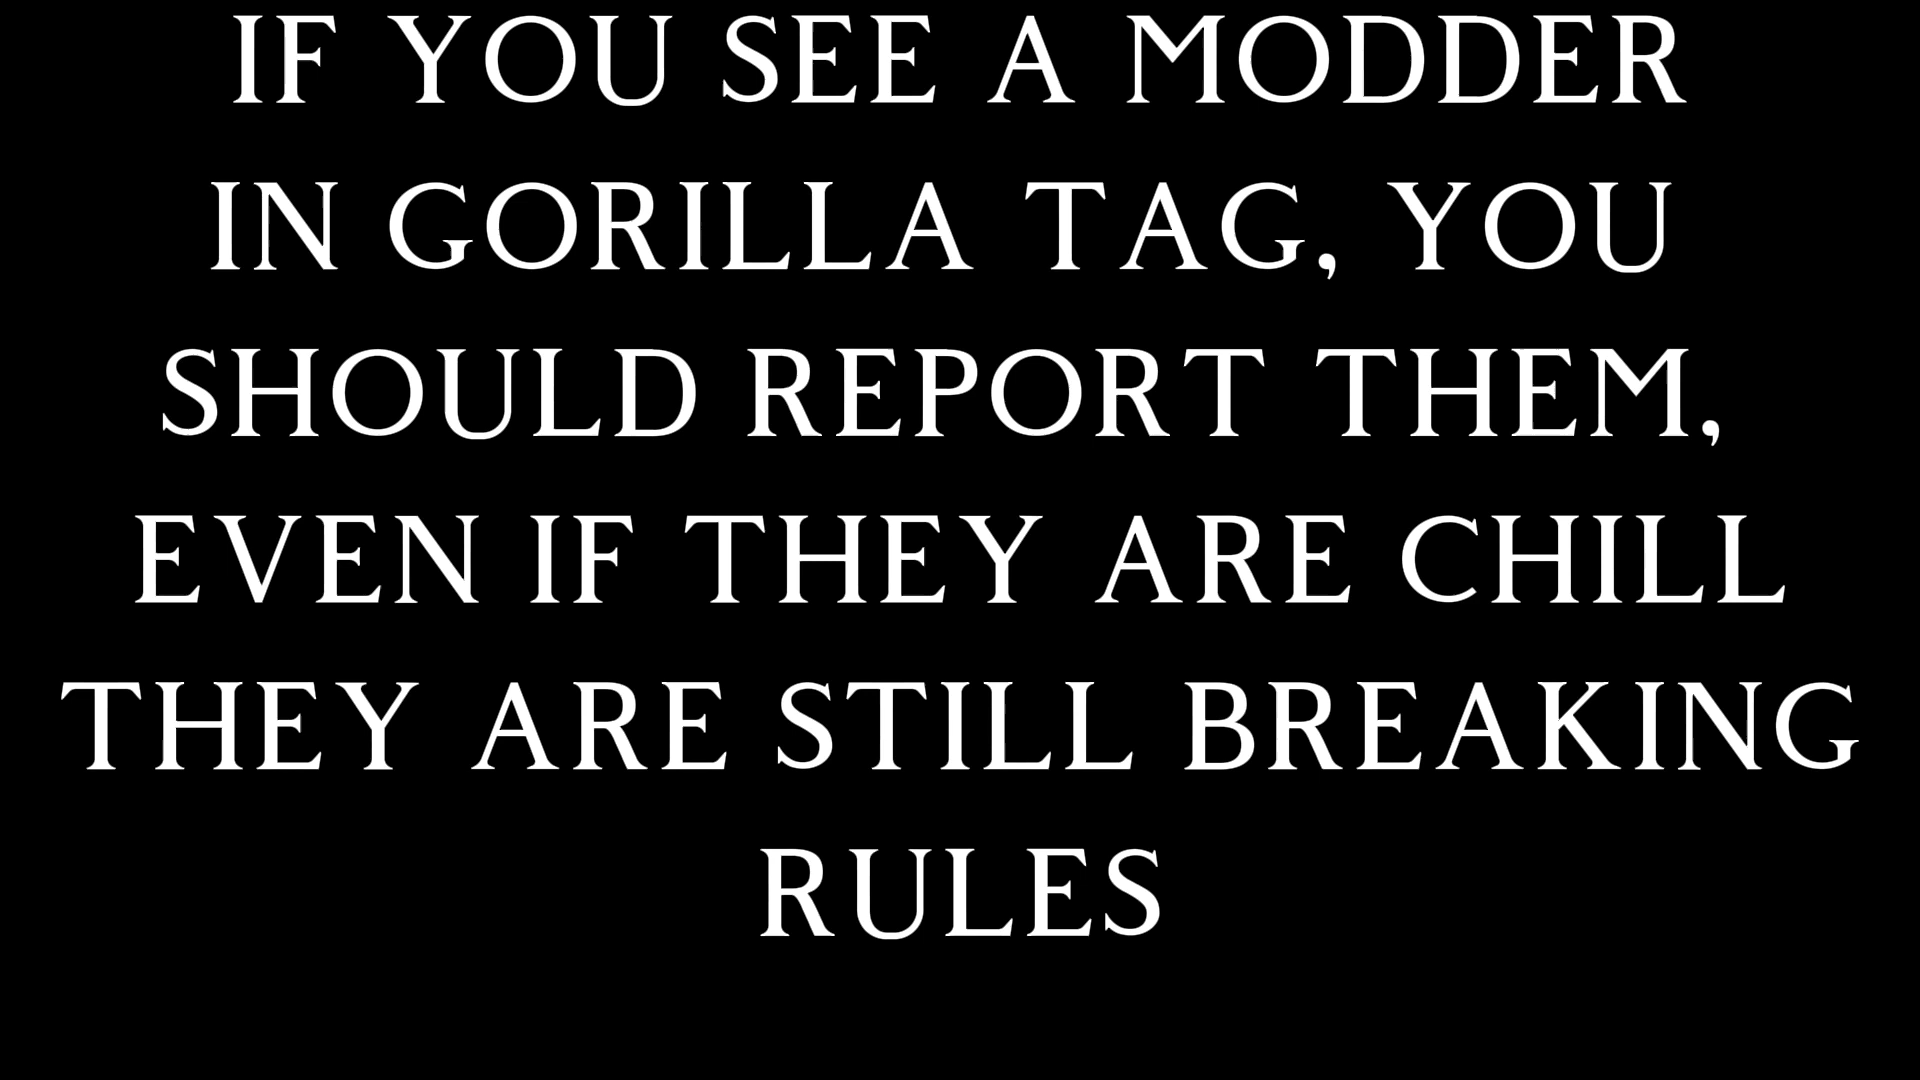 IF YOU SEE A MODDER
IN GORILLA TAG, YOU
SHOULD REPORT THEM,
EVEN IF THEY ARE CHILL
THEY ARE STILL BREAKING
RULES